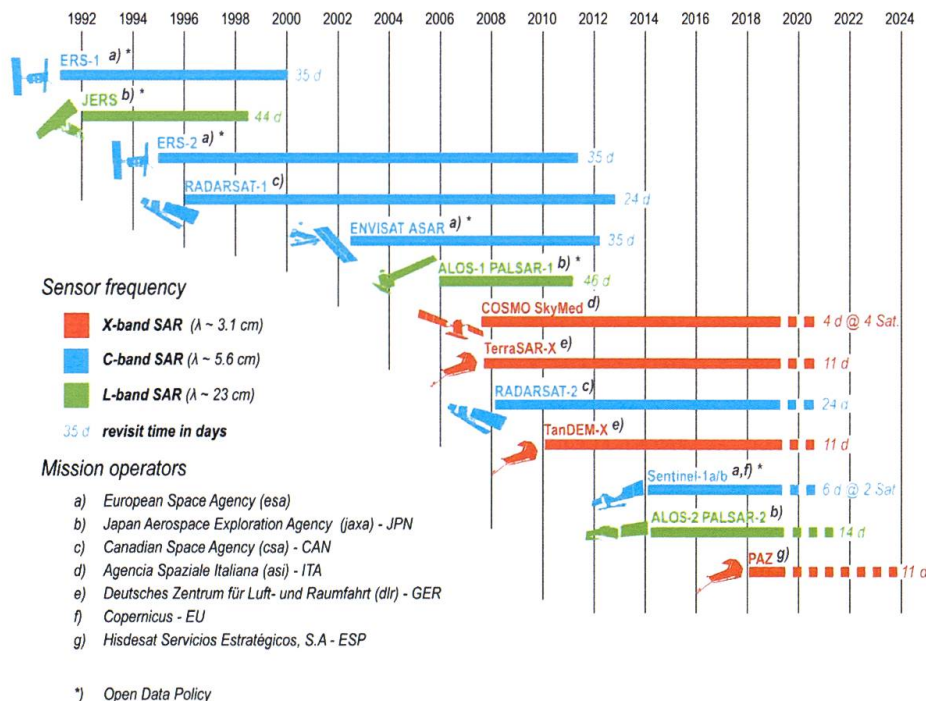 1992 1994 1996 1998 2000 2002 2004 2006 2008 2010 2012 2014 2016 2018 2020 2022 2024
ERS-1 a) *
35 d
JERS b) *
44 d
ERS-2 a) *
35 d
RADARSAT-1 c)
24 d
ENVISAT ASAR a) *
35 d
ALOS-1 PALSAR-1 b) *
46 d
COSMO SkyMed d)
4 d @ 4 Sat.
TerraSAR-X e)
11 d
RADARSAT-2 c)
24 d
TanDEM-X e)
11 d
Sentinel-1a/b a,f) *
6 d @ 2 Sat.
ALOS-2 PALSAR-2 b)
14 d
PAZ g)
11 d
Sensor frequency
X-band SAR (λ ~ 3.1 cm)
C-band SAR (λ ~ 5.6 cm)
L-band SAR (λ ~ 23 cm)
35 d revisit time in days
Mission operators
a) European Space Agency (esa)
b) Japan Aerospace Exploration Agency (jaxa) - JPN
c) Canadian Space Agency (csa) - CAN
d) Agencia Spaziale Italiana (asi) - ITA
e) Deutsches Zentrum für Luft- und Raumfahrt (dlr) - GER
f) Copernicus - EU
g) Hisdesat Servicios Estratégicos, S.A - ESP
*) Open Data Policy